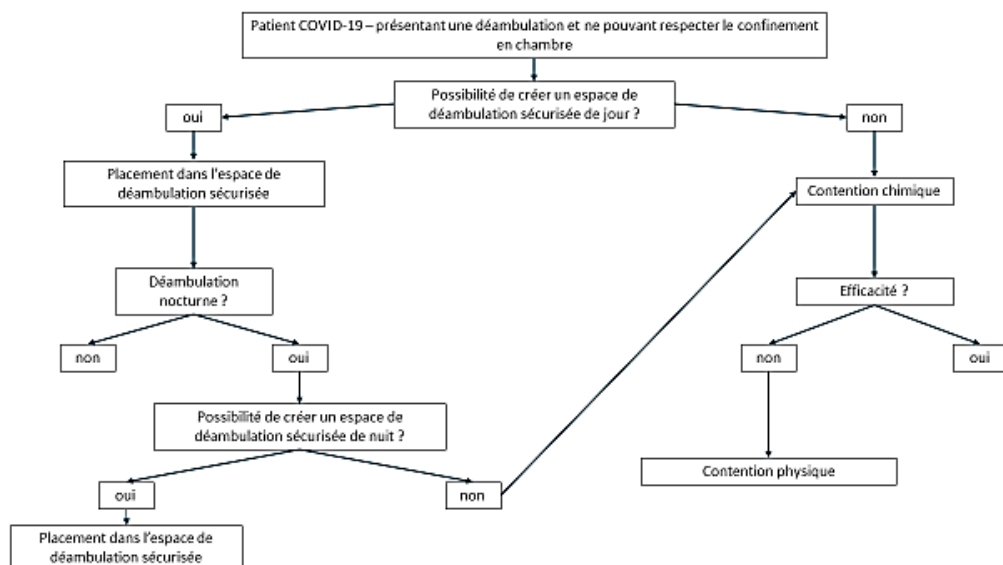 Patient COVID-19 – présentant une déambulation et ne pouvant respecter le confinement
en chambre
Possibilité de créer un espace de
déambulation sécurisée de jour ?
oui
non
Placement dans l'espace de
déambulation sécurisée
Contention chimique
Déambulation
nocturne ?
Efficacité ?
non
oui
non
oui
Possibilité de créer un espace de
déambulation sécurisée de nuit ?
Contention physique
oui
non
Placement dans l'espace de
déambulation sécurisée